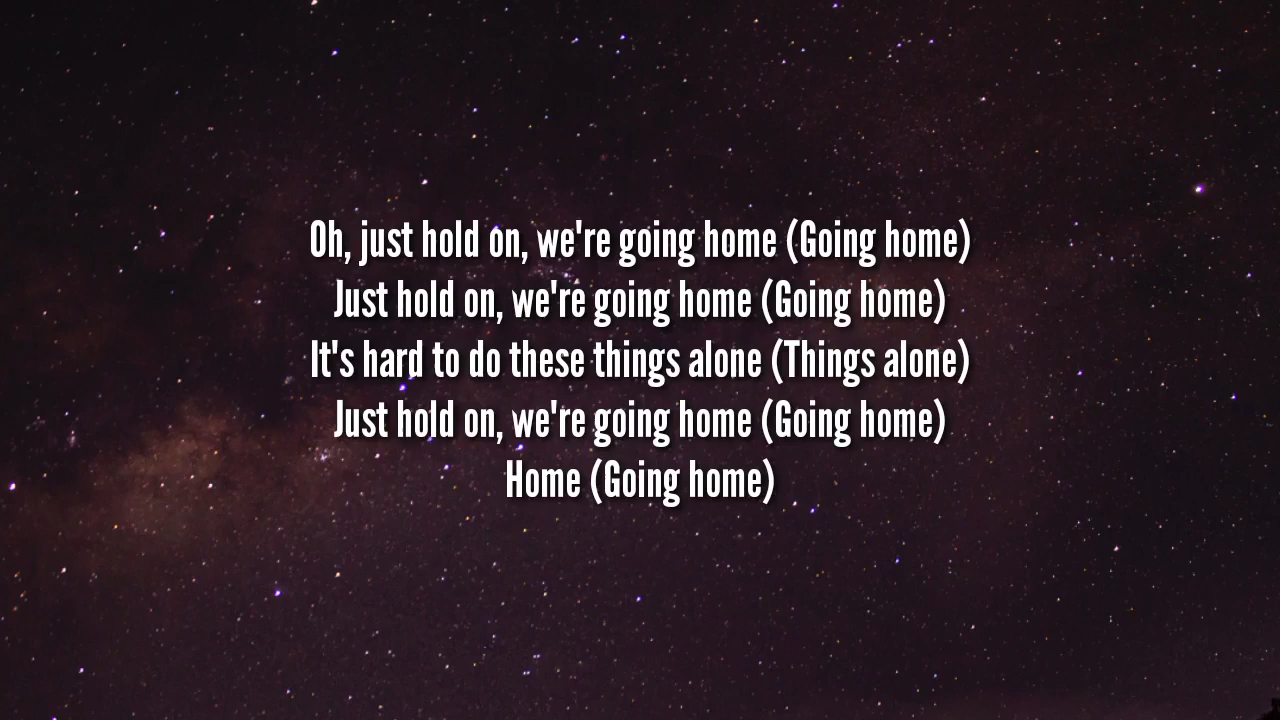 Oh, just hold on, we're going home (Going home)
Just hold on, we're going home (Going home)
It's hard to do these things alone (Things alone)
Just hold on, we're going home (Going home)
Home (Going home)